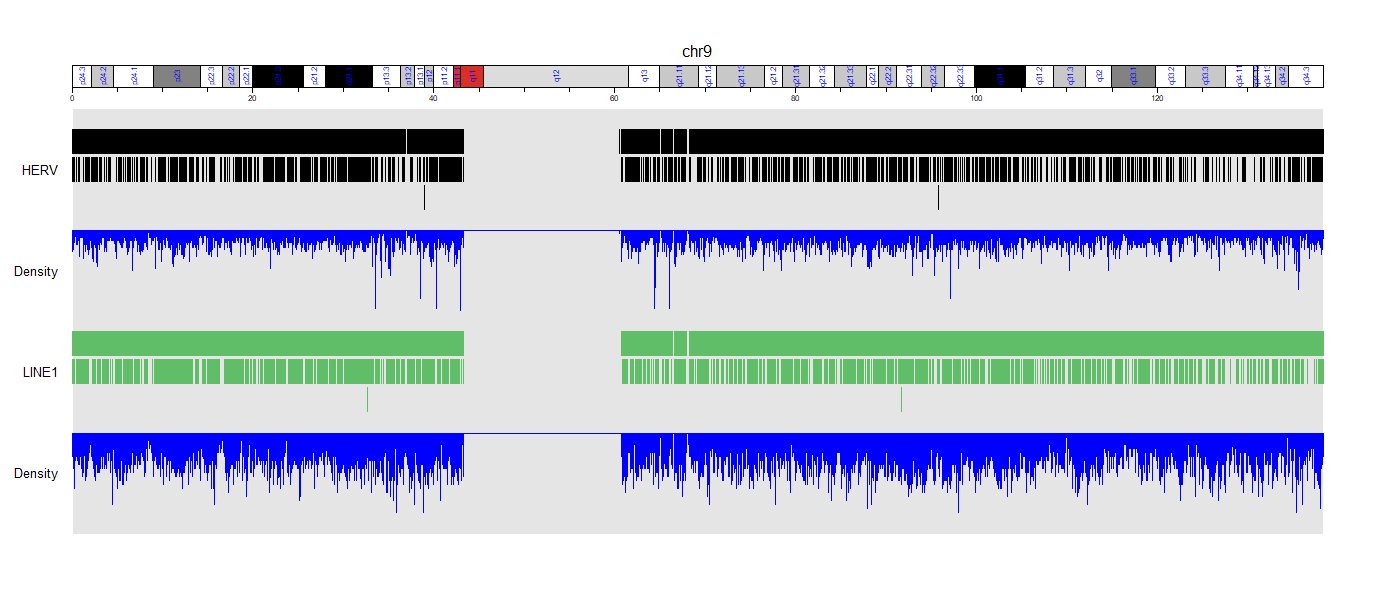 chr9
p24.3 p24.2 p24.1 p23 p22.3 p22.2 p22.1 p21.3 p21.2 p21.1 p13.3 p13.2 p13.1 p12 p11.2 p11.1 q11 q12 q13 q21.11 q21.12 q21.13 q21.2 q21.31 q21.32 q21.33 q22.1 q22.2 q22.31 q22.32 q22.33 q31.1 q31.2 q31.3 q32 q33.1 q33.2 q33.3 q34.11 q34.13 q34.2 q34.3
0 20 40 60 80 100 120
HERV
Density
LINE1
Density